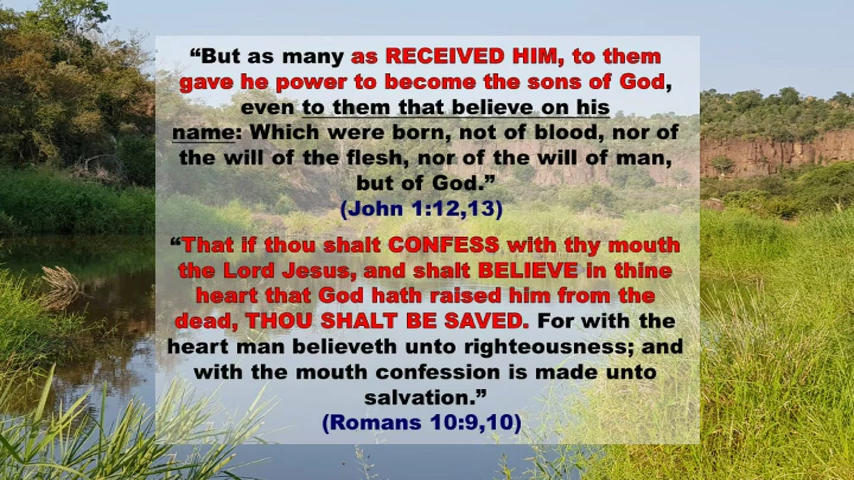 “But as many as RECEIVED HIM, to them
gave he power to become the sons of God,
even to them that believe on his
name: Which were born, not of blood, nor of
the will of the flesh, nor of the will of man,
but of God.”
(John 1:12,13)
“That if thou shalt CONFESS with thy mouth
the Lord Jesus, and shalt BELIEVE in thine
heart that God hath raised him from the
dead, THOU SHALT BE SAVED. For with the
heart man believeth unto righteousness; and
with the mouth confession is made unto
salvation.”
(Romans 10:9,10)